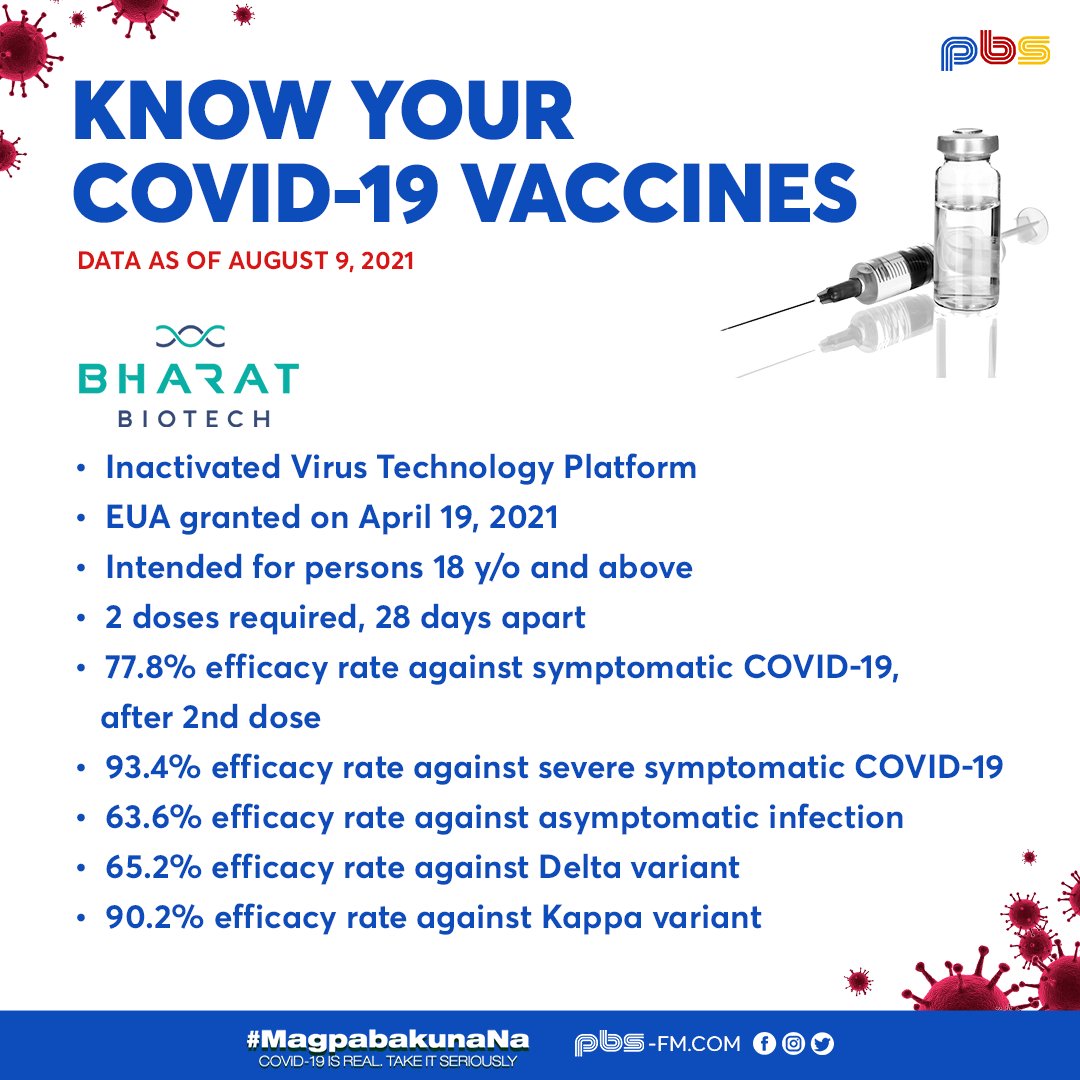 pbs
KNOW YOUR
COVID-19 VACCINES
DATA AS OF AUGUST 9, 2021
BHARAT
BIOTECH
• Inactivated Virus Technology Platform
• EUA granted on April 19, 2021
• Intended for persons 18 y/o and above
• 2 doses required, 28 days apart
• 77.8% efficacy rate against symptomatic COVID-19,
after 2nd dose
• 93.4% efficacy rate against severe symptomatic COVID-19
• 63.6% efficacy rate against asymptomatic infection
• 65.2% efficacy rate against Delta variant
• 90.2% efficacy rate against Kappa variant
#MagpabakunaNa
COVID-19 IS REAL. TAKE IT SERIOUSLY
pbs-FM.COM